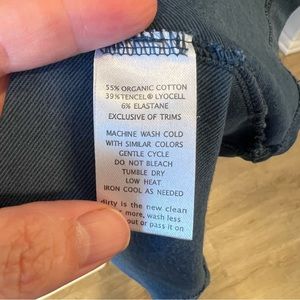 55% ORGANIC COTTON
39% TENCEL® LYOCELL
6% ELASTANE
EXCLUSIVE OF TRIMS
MACHINE WASH COLD
WITH SIMILAR COLORS
GENTLE CYCLE
DO NOT BLEACH
TUMBLE DRY
LOW HEAT
IRON COOL AS NEEDED
dirty is the new clean
more, wash less
out or pass it on